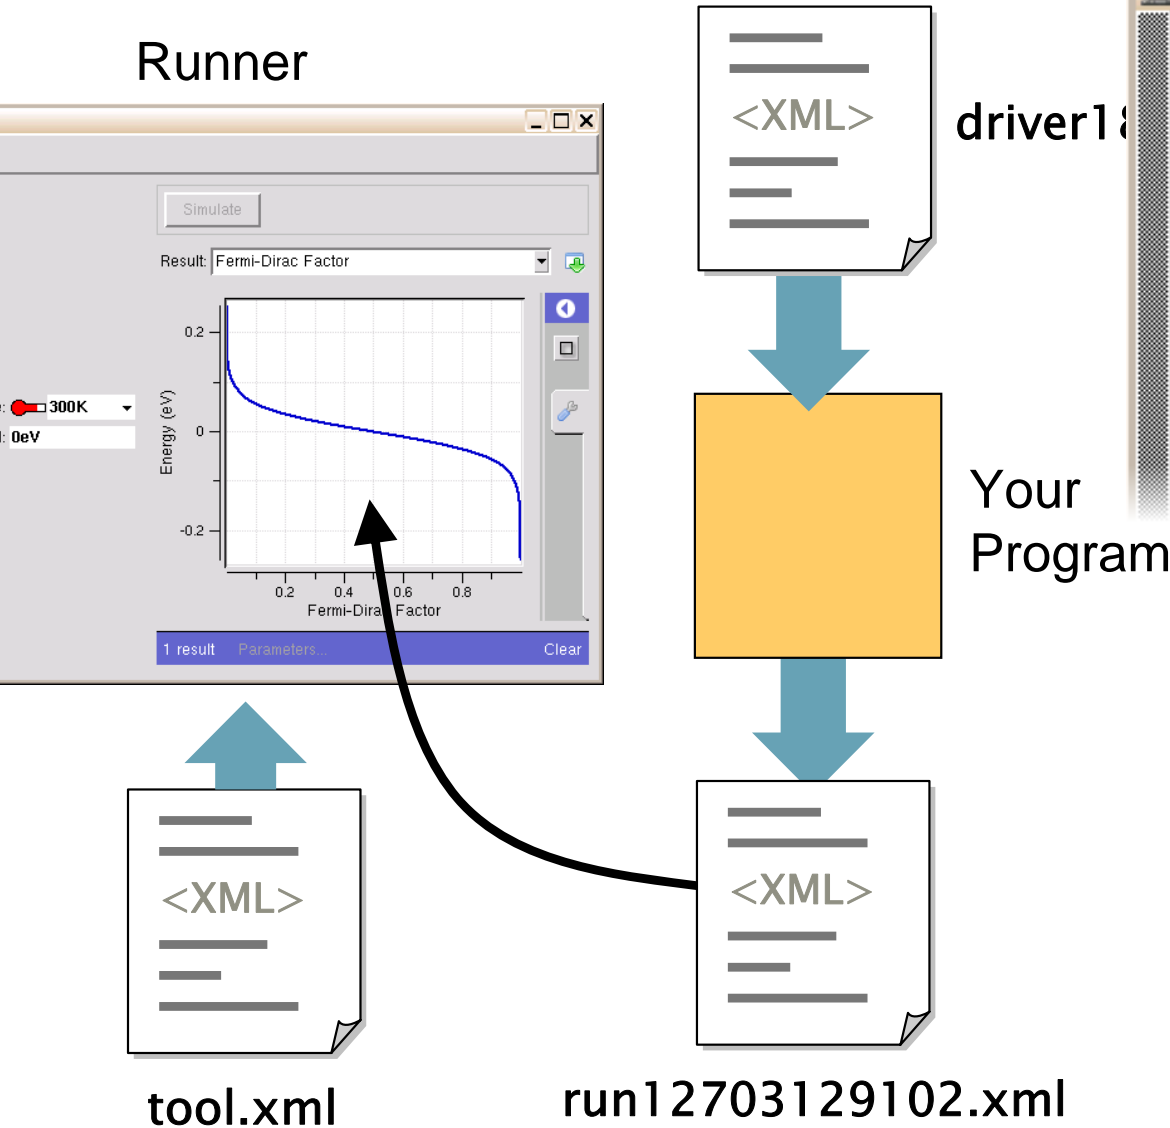 Runner
<XML>
driver18
Simulate
Result: Fermi-Dirac Factor
0.2
0
-0.2
Energy (eV)
0.2 0.4 0.6 0.8
Fermi-Dirac Factor
e: 300K
l: 0eV
1 result Parameters... Clear
Your
Program
<XML>
<XML>
tool.xml
run12703129102.xml